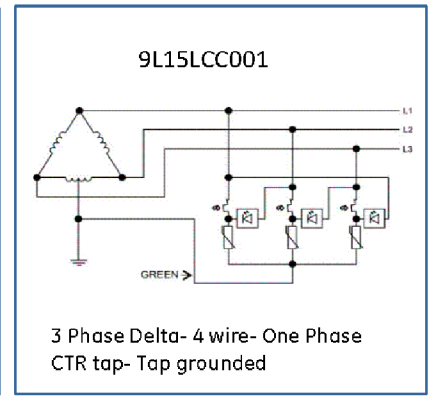 9L15LCC001
L1
L2
L3
GREEN
3 Phase Delta- 4 wire- One Phase
CTR tap- Tap grounded